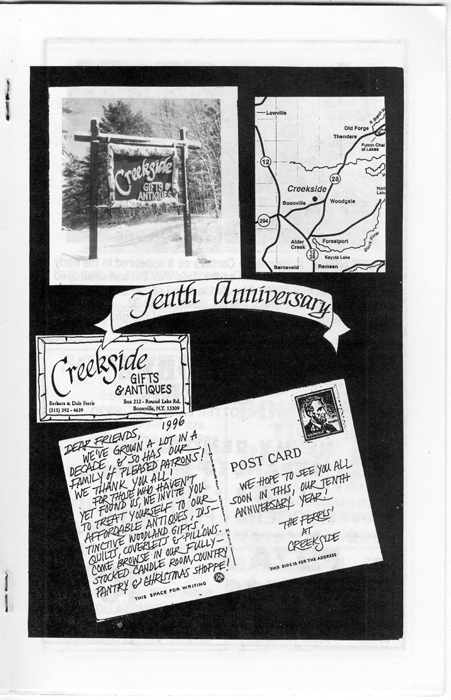 Creekside
GIFTS
& ANTIQUES
Lowville
Old Forge
Thendara
Fulton Chain
of Lakes
12
28
Creekside
Boonville
Woodgate
294
Alder
Creek
Forestport
Kayuta Lake
Black River
12
28
Barneveld
Remsen
Tenth Anniversary
Creekside
GIFTS
& ANTIQUES
Barbara & Dale Ferris
(315) 392 - 4639
Box 212 - Round Lake Rd.
Boonville, N.Y. 13309
1996
DEAR FRIENDS,
WE'VE GROWN A LOT IN A
DECADE, & SO HAS OUR
FAMILY OF PLEASED PATRONS!
WE THANK YOU ALL!
FOR THOSE WHO HAVEN'T
YET FOUND US, WE INVITE YOU
TO TREAT YOURSELF TO OUR
AFFORDABLE ANTIQUES, DIS-
TINCTIVE WOODLAND GIFTS,
QUILTS, COVERLETS & PILLOWS.
COME BROWSE IN OUR FULLY-
STOCKED CANDLE ROOM, COUNTRY
PANTRY & CHRISTMAS SHOPPE!
THIS SPACE FOR WRITING
POST CARD
WE HOPE TO SEE YOU ALL
SOON IN THIS, OUR TENTH
ANNIVERSARY YEAR!
THE FERRIS'
AT
CREEKSIDE
THIS SIDE IS FOR THE ADDRESS